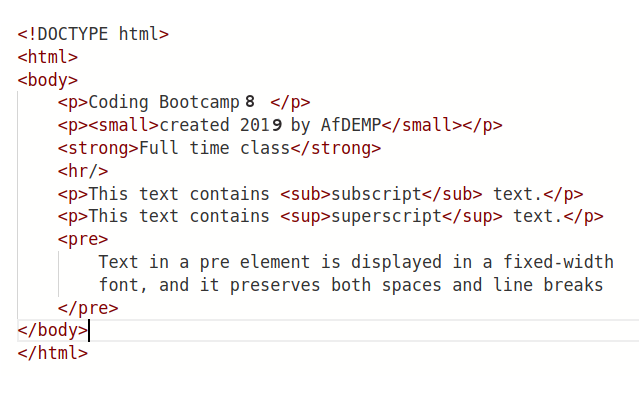 <!DOCTYPE html>
<html>
<body>
    <p>Coding Bootcamp 8 </p>
    <p><small>created 2019 by AfDEMP</small></p>
    <strong>Full time class</strong>
    <hr/>
    <p>This text contains <sub>subscript</sub> text.</p>
    <p>This text contains <sup>superscript</sup> text.</p>
    <pre>
        Text in a pre element is displayed in a fixed-width
        font, and it preserves both spaces and line breaks
    </pre>
</body>
</html>